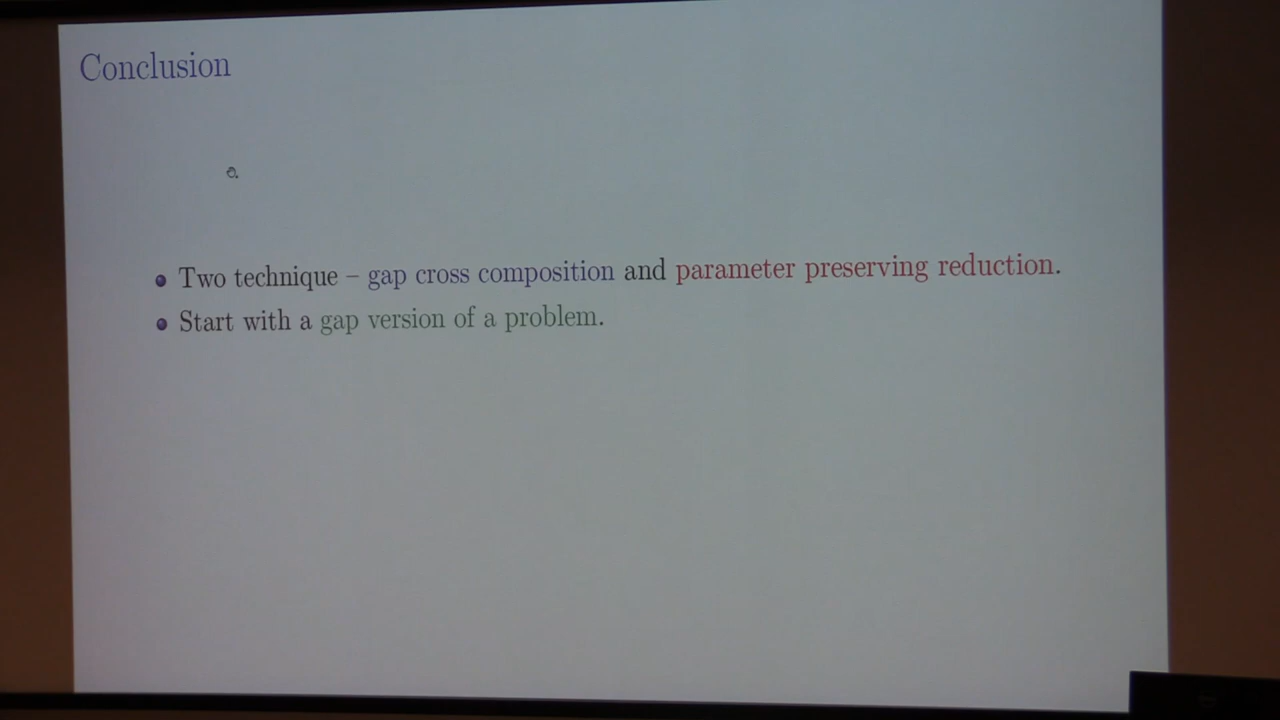 Conclusion
Two technique – gap cross composition and parameter preserving reduction.
Start with a gap version of a problem.